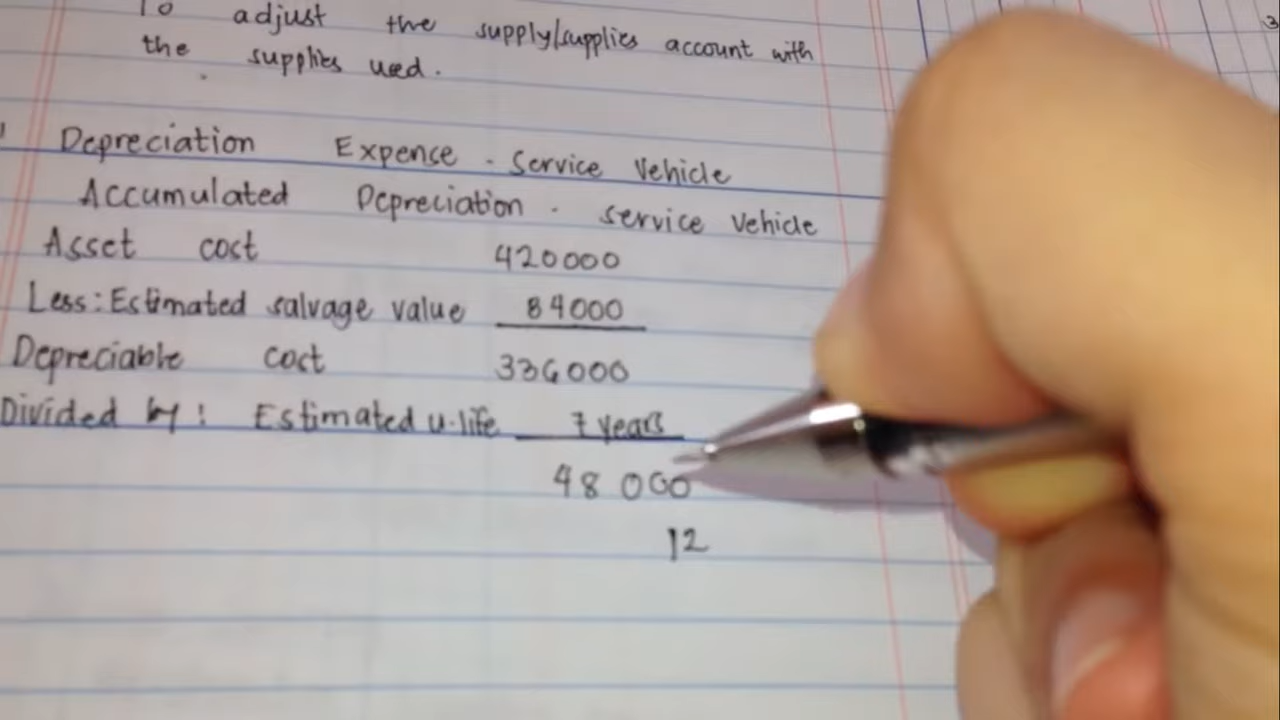 To adjust the supply/supplies account with
the supplies used.
Depreciation Expense - Service Vehicle
Accumulated Depreciation - service vehicle
Asset cost 420000
Less: Estimated salvage value 84000
Depreciable cost 336000
Divided by: Estimated u.life 7 years
48 000
12